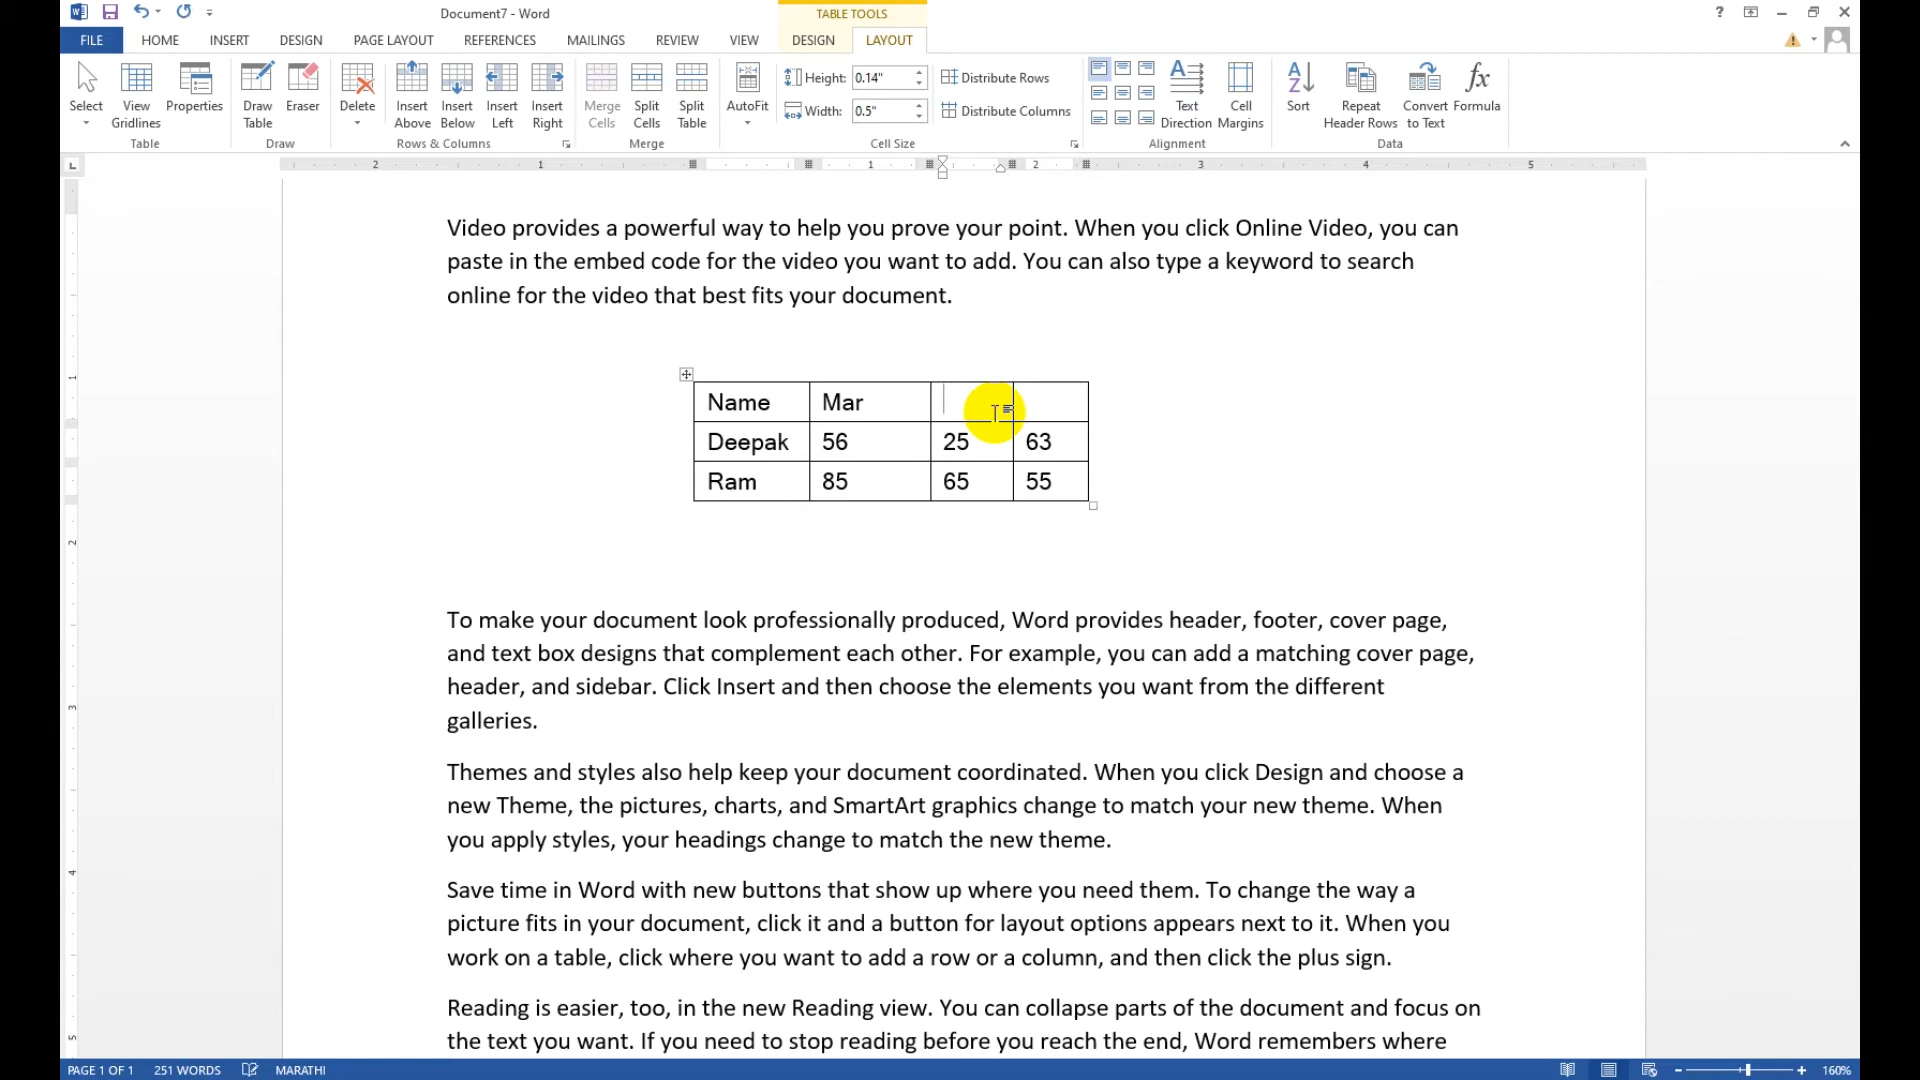 Document7 - Word
TABLE TOOLS
?
FILE HOME INSERT DESIGN PAGE LAYOUT REFERENCES MAILINGS REVIEW VIEW DESIGN LAYOUT
Select
View Gridlines
Properties
Table
Draw Table
Eraser
Draw
Delete
Insert Above
Insert Below
Insert Left
Insert Right
Rows & Columns
Merge Cells
Split Cells
Split Table
Merge
AutoFit
Height: 0.14"
Width: 0.5"
Distribute Rows
Distribute Columns
Cell Size
Text Direction
Cell Margins
Alignment
Sort
Repeat Header Rows
Convert to Text
Formula
Data
2 1 1 2 3 4 5
Video provides a powerful way to help you prove your point. When you click Online Video, you can
paste in the embed code for the video you want to add. You can also type a keyword to search
online for the video that best fits your document.
Name Mar
Deepak 56 25 63
Ram 85 65 55
To make your document look professionally produced, Word provides header, footer, cover page,
and text box designs that complement each other. For example, you can add a matching cover page,
header, and sidebar. Click Insert and then choose the elements you want from the different
galleries.
Themes and styles also help keep your document coordinated. When you click Design and choose a
new Theme, the pictures, charts, and SmartArt graphics change to match your new theme. When
you apply styles, your headings change to match the new theme.
Save time in Word with new buttons that show up where you need them. To change the way a
picture fits in your document, click it and a button for layout options appears next to it. When you
work on a table, click where you want to add a row or a column, and then click the plus sign.
Reading is easier, too, in the new Reading view. You can collapse parts of the document and focus on
the text you want. If you need to stop reading before you reach the end, Word remembers where
1
2
3
4
5
PAGE 1 OF 1 251 WORDS MARATHI 160%